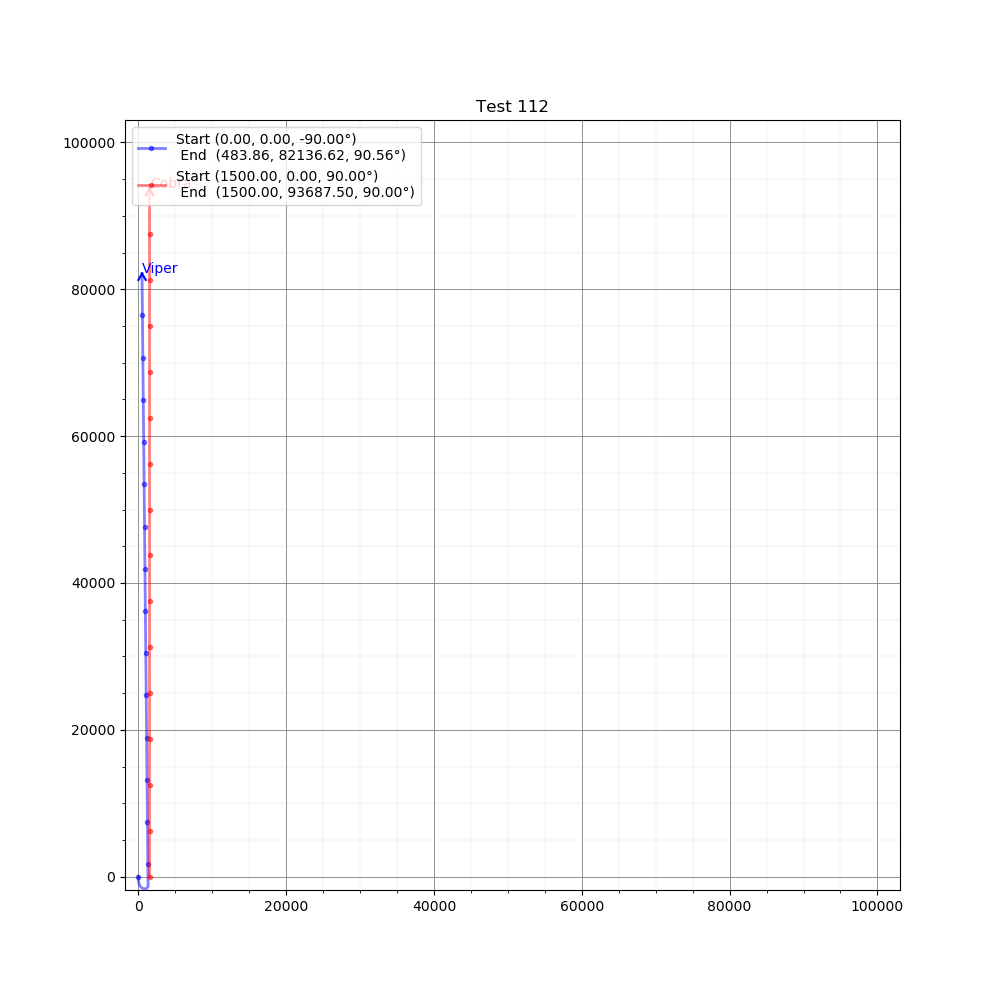 Test 112
Start (0.00, 0.00, -90.00°)
End (483.86, 82136.62, 90.56°)
Start (1500.00, 0.00, 90.00°)
End (1500.00, 93687.50, 90.00°)
Cobra
Viper
100000
80000
60000
40000
20000
0
0 20000 40000 60000 80000 100000